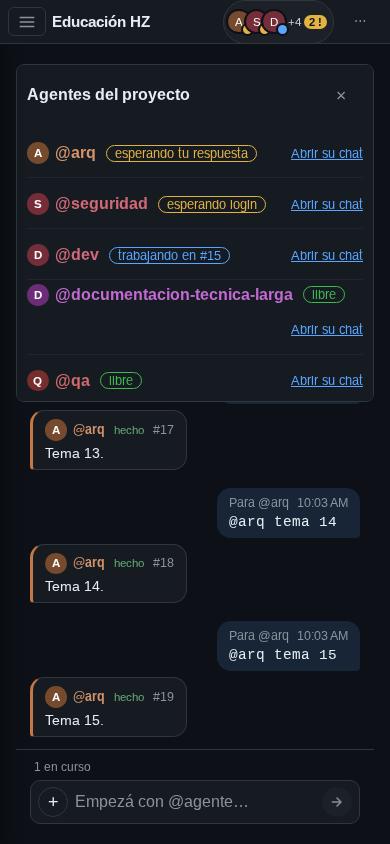 Educación HZ
A S D +4 2 !
Agentes del proyecto
A @arq esperando tu respuesta Abrir su chat
S @seguridad esperando login Abrir su chat
D @dev trabajando en #15 Abrir su chat
D @documentacion-tecnica-larga libre
Abrir su chat
Q @qa libre Abrir su chat
A @arq hecho #17
Tema 13.
Para @arq 10:03 AM
@arq tema 14
A @arq hecho #18
Tema 14.
Para @arq 10:03 AM
@arq tema 15
A @arq hecho #19
Tema 15.
1 en curso
Empezá con @agente…